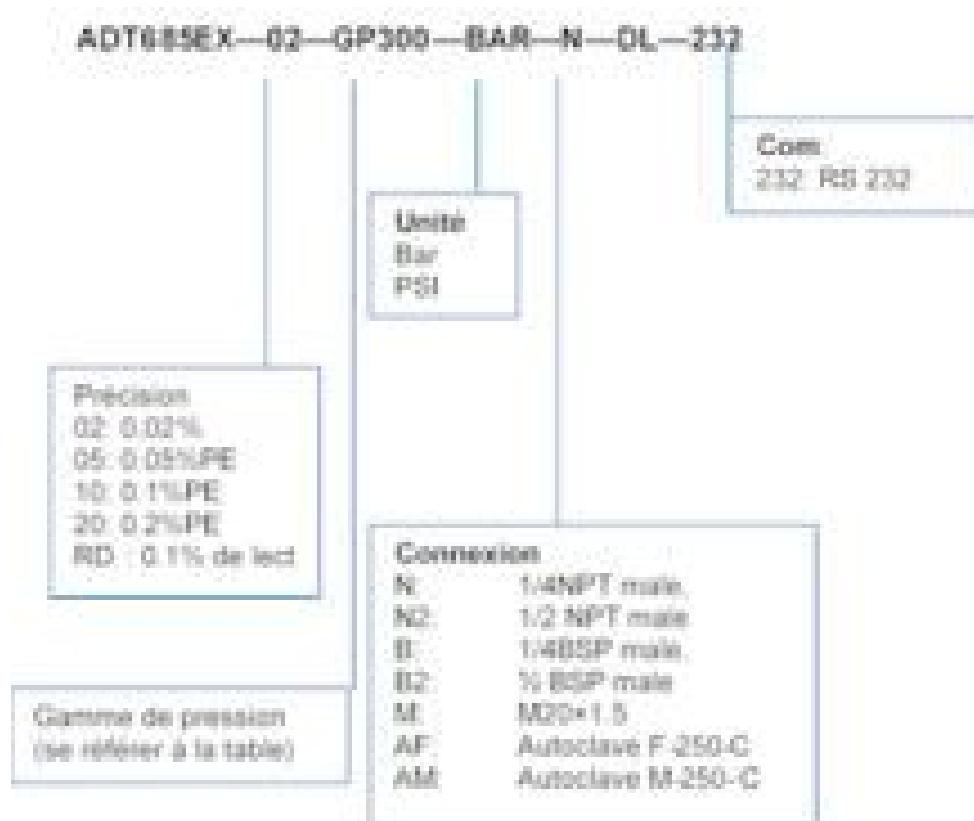 ADT685EX—02—GP300—BAR—N—DL—232
Com
232 RS 232
Unité
Bar
PSI
Précision
02: 0.02%
05: 0.05%PE
10: 0.1%PE
20: 0.2%PE
RD : 0.1% de lect
Connexion
N: 1/4NPT male.
N2: 1/2 NPT male
B: 1/4BSP male.
B2: ½ BSP male
M: M20*1.5
AF: Autoclave F-250-C
AM: Autoclave M-250-C
Gamme de pression
(se référer à la table)